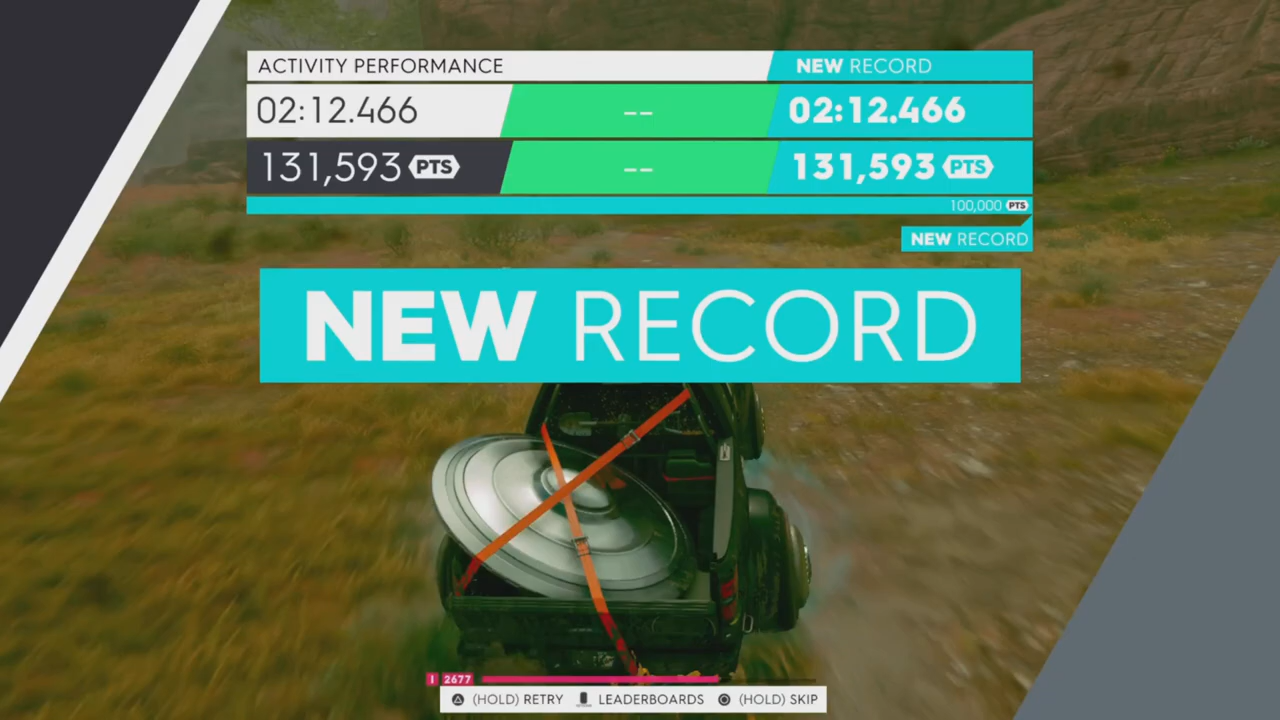 ACTIVITY PERFORMANCE NEW RECORD
02:12.466 -- 02:12.466
131,593 PTS -- 131,593 PTS
100,000 PTS
NEW RECORD
NEW RECORD
I 2677
(HOLD) RETRY LEADERBOARDS (HOLD) SKIP